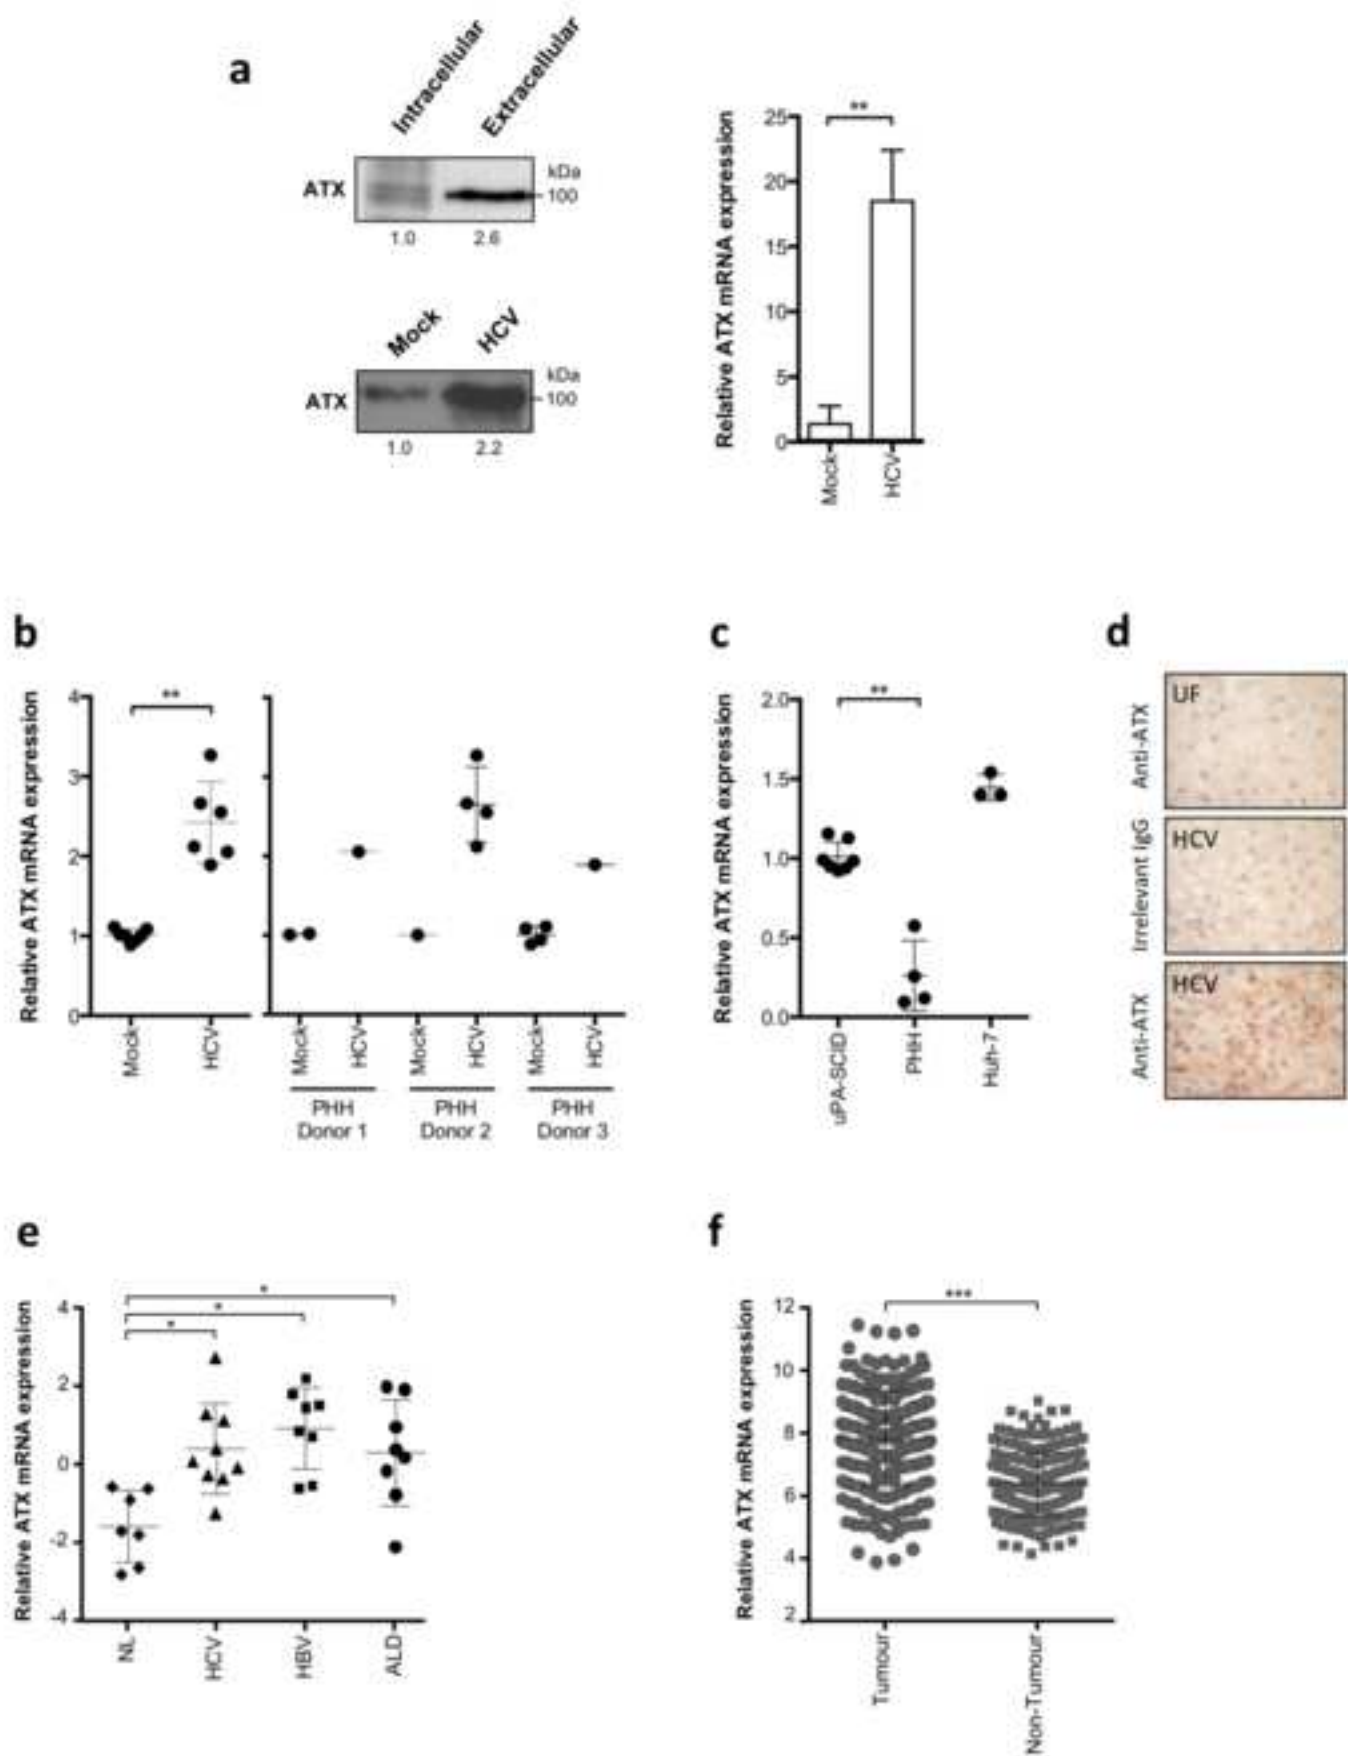 a
Intracellular
Extracellular
ATX
kDa
100
1.0
2.6
Mock
HCV
ATX
kDa
100
1.0
2.2
Relative ATX mRNA expression
25
20
15
10
5
0
**
Mock
HCV
b
Relative ATX mRNA expression
4
3
2
1
0
**
Mock
HCV
Mock
HCV
Mock
HCV
Mock
HCV
PHH
Donor 1
PHH
Donor 2
PHH
Donor 3
c
Relative ATX mRNA expression
2.0
1.5
1.0
0.5
0.0
**
uPA-SCID
PHH
Huh-7
d
Anti-ATX
UF
Irrelevant IgG
HCV
Anti-ATX
HCV
e
Relative ATX mRNA expression
4
2
0
-2
-4
*
*
*
NL
HCV
HBV
ALD
f
Relative ATX mRNA expression
12
10
8
6
4
2
***
Tumour
Non-Tumour